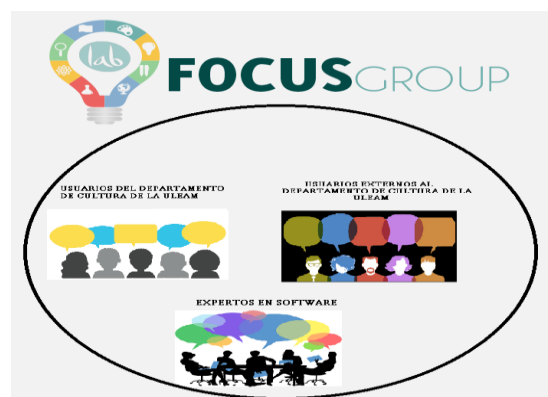 lab
FOCUSGROUP
USUARIOS DEL DEPARTAMENTO
DE CULTURA DE LA ULEAM
USUARIOS EXTERNOS AL
DEPARTAMENTO DE CULTURA DE LA
ULEAM
EXPERTOS EN SOFTWARE